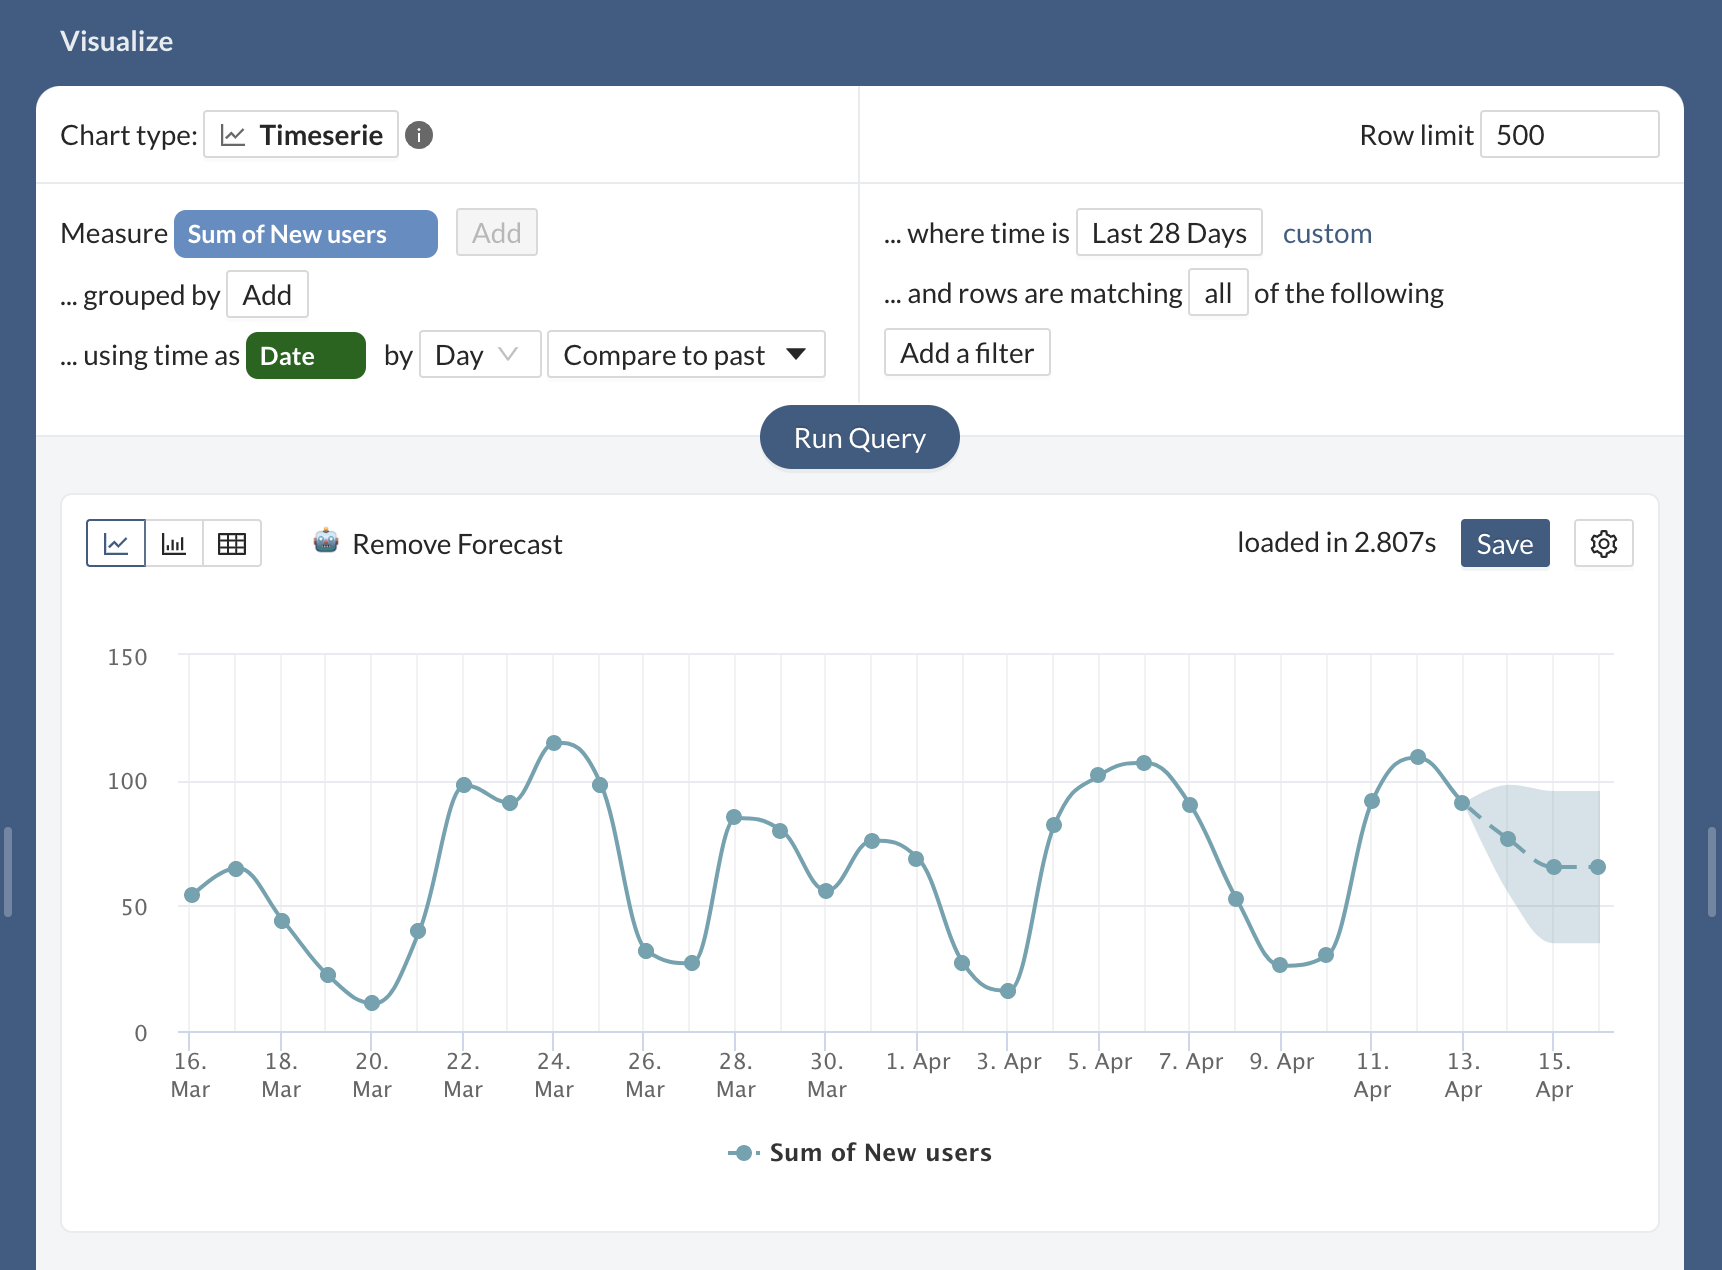 Visualize
Chart type: Timeserie i
Row limit 500
Measure Sum of New users Add
... grouped by Add
... using time as Date by Day Compare to past
... where time is Last 28 Days custom
... and rows are matching all of the following
Add a filter
Run Query
Remove Forecast
loaded in 2.807s Save
150
100
50
0
16. Mar
18. Mar
20. Mar
22. Mar
24. Mar
26. Mar
28. Mar
30. Mar
1. Apr
3. Apr
5. Apr
7. Apr
9. Apr
11. Apr
13. Apr
15. Apr
Sum of New users